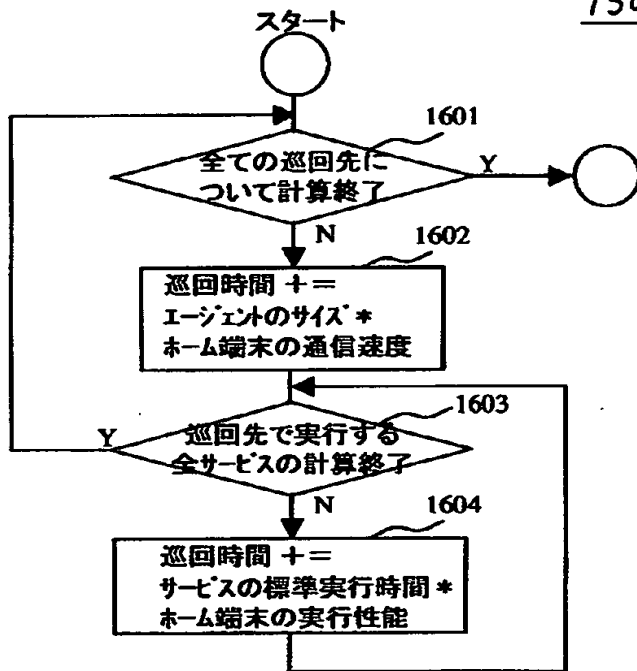 スタート
1601
全ての巡回先に
ついて計算終了
Y
N
1602
巡回時間 +=
エージェントのサイズ *
ホーム端末の通信速度
1603
Y
巡回先で実行する
全サービスの計算終了
N
1604
巡回時間 +=
サービスの標準実行時間 *
ホーム端末の実行性能